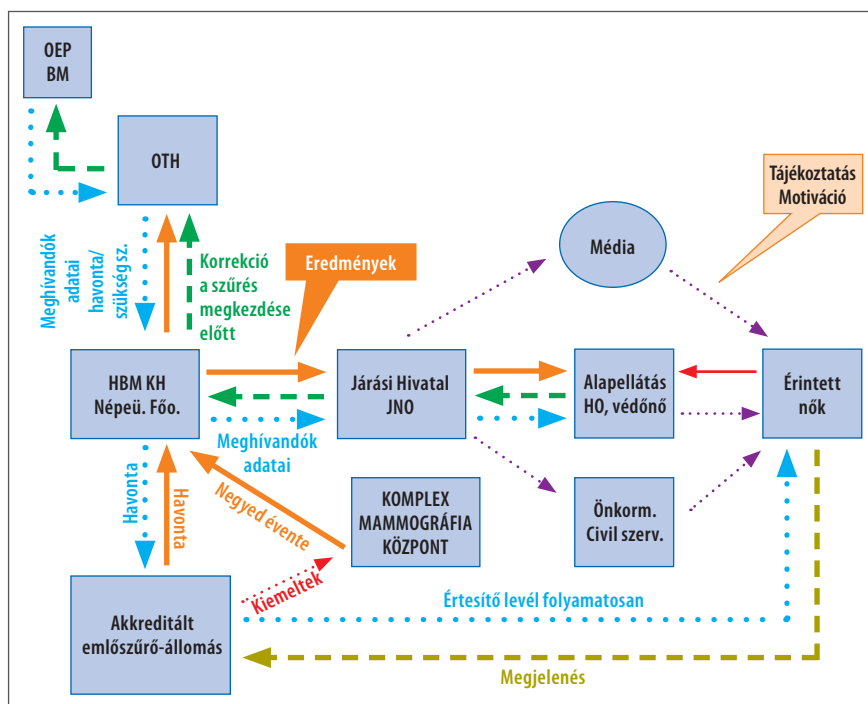 OEP
BM
OTH
Meghívandók
adatai
havonta/
szükség sz.
Korrekció
a szűrés
megkezdése
előtt
Eredmények
Média
Tájékoztatás
Motiváció
HBM KH
Népeü. Főo.
Járási Hivatal
JNO
Alapellátás
HO, védőnő
Érintett
nők
Meghívandók
adatai
Havonta
Havonta
Negyed évente
KOMPLEX
MAMMOGRÁFIA
KÖZPONT
Önkorm.
Civil szerv.
Kiemeltek
Akkreditált
emlőszűrő-állomás
Értesítő levél folyamatosan
Megjelenés